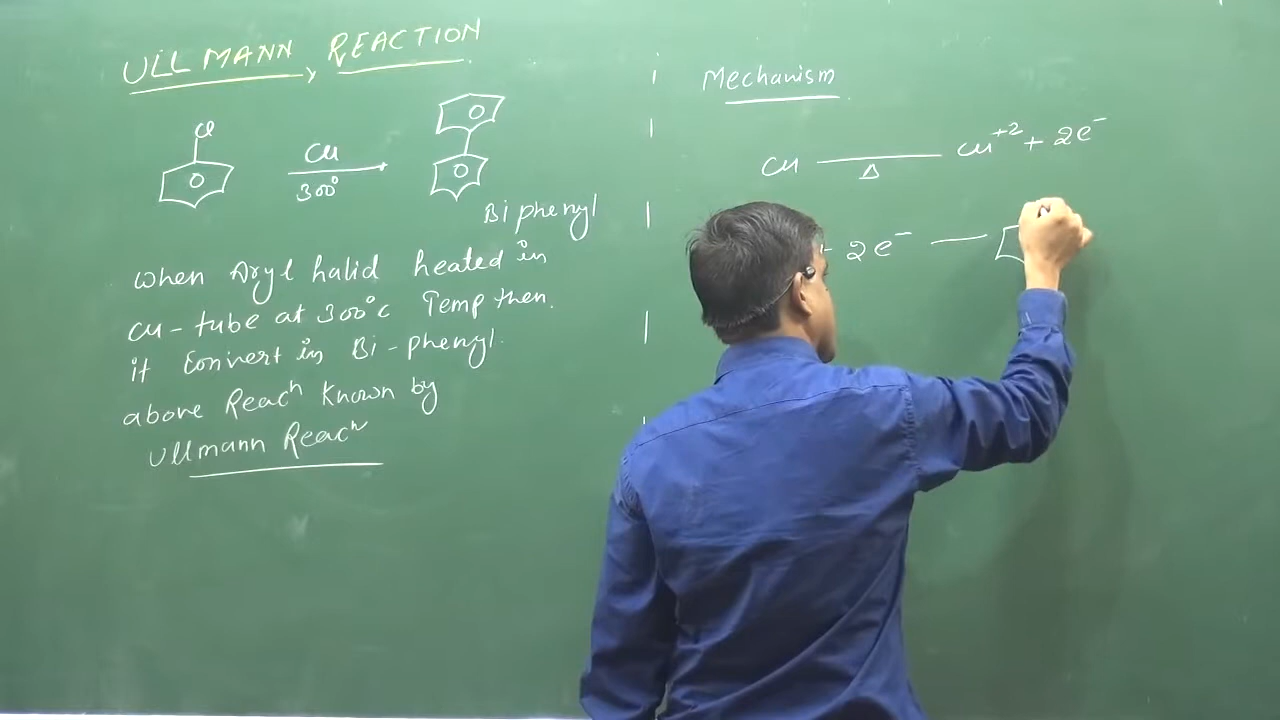 ULLMANN, REACTION
Cl
Cu
300°
Bi phenyl
when Aryl halid heated in
Cu-tube at 300°C Temp then.
it Convert in Bi-phenyl.
above Reacⁿ known by
Ullmann Reacⁿ
Mechanism
Cu Δ Cu⁺² + 2e⁻
2e⁻